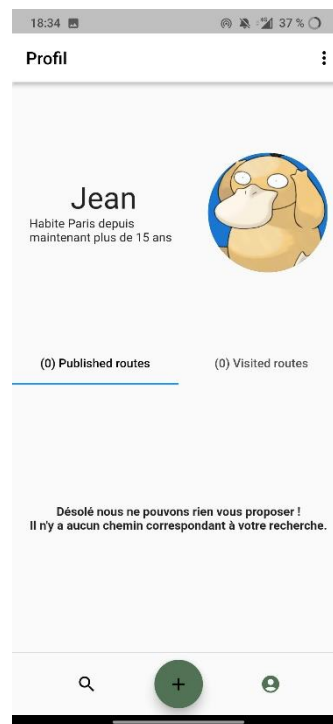 18:34 37 %
Profil
Jean
Habite Paris depuis
maintenant plus de 15 ans
(0) Published routes (0) Visited routes
Désolé nous ne pouvons rien vous proposer !
Il n'y a aucun chemin correspondant à votre recherche.